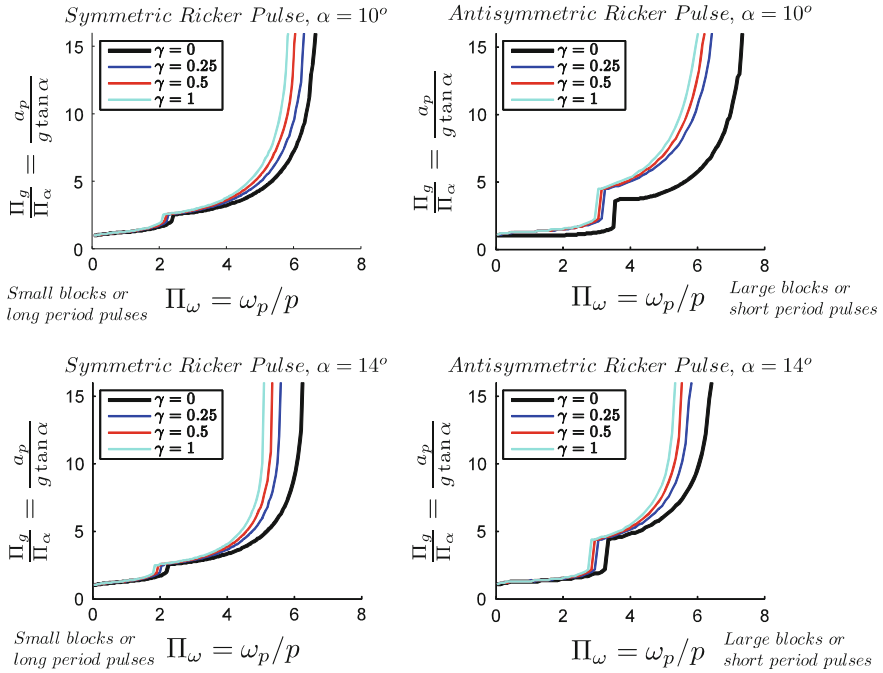 Symmetric Ricker Pulse, α = 10°
15
10
5
0
γ = 0
γ = 0.25
γ = 0.5
γ = 1
Π_g/Π_α = a_p/(g tan α)
0 2 4 6 8
Small blocks or
long period pulses
Π_ω = ω_p/p
Antisymmetric Ricker Pulse, α = 10°
15
10
5
0
γ = 0
γ = 0.25
γ = 0.5
γ = 1
Π_g/Π_α = a_p/(g tan α)
0 2 4 6 8
Π_ω = ω_p/p
Large blocks or
short period pulses
Symmetric Ricker Pulse, α = 14°
15
10
5
0
γ = 0
γ = 0.25
γ = 0.5
γ = 1
Π_g/Π_α = a_p/(g tan α)
0 2 4 6 8
Small blocks or
long period pulses
Π_ω = ω_p/p
Antisymmetric Ricker Pulse, α = 14°
15
10
5
0
γ = 0
γ = 0.25
γ = 0.5
γ = 1
Π_g/Π_α = a_p/(g tan α)
0 2 4 6 8
Π_ω = ω_p/p
Large blocks or
short period pulses